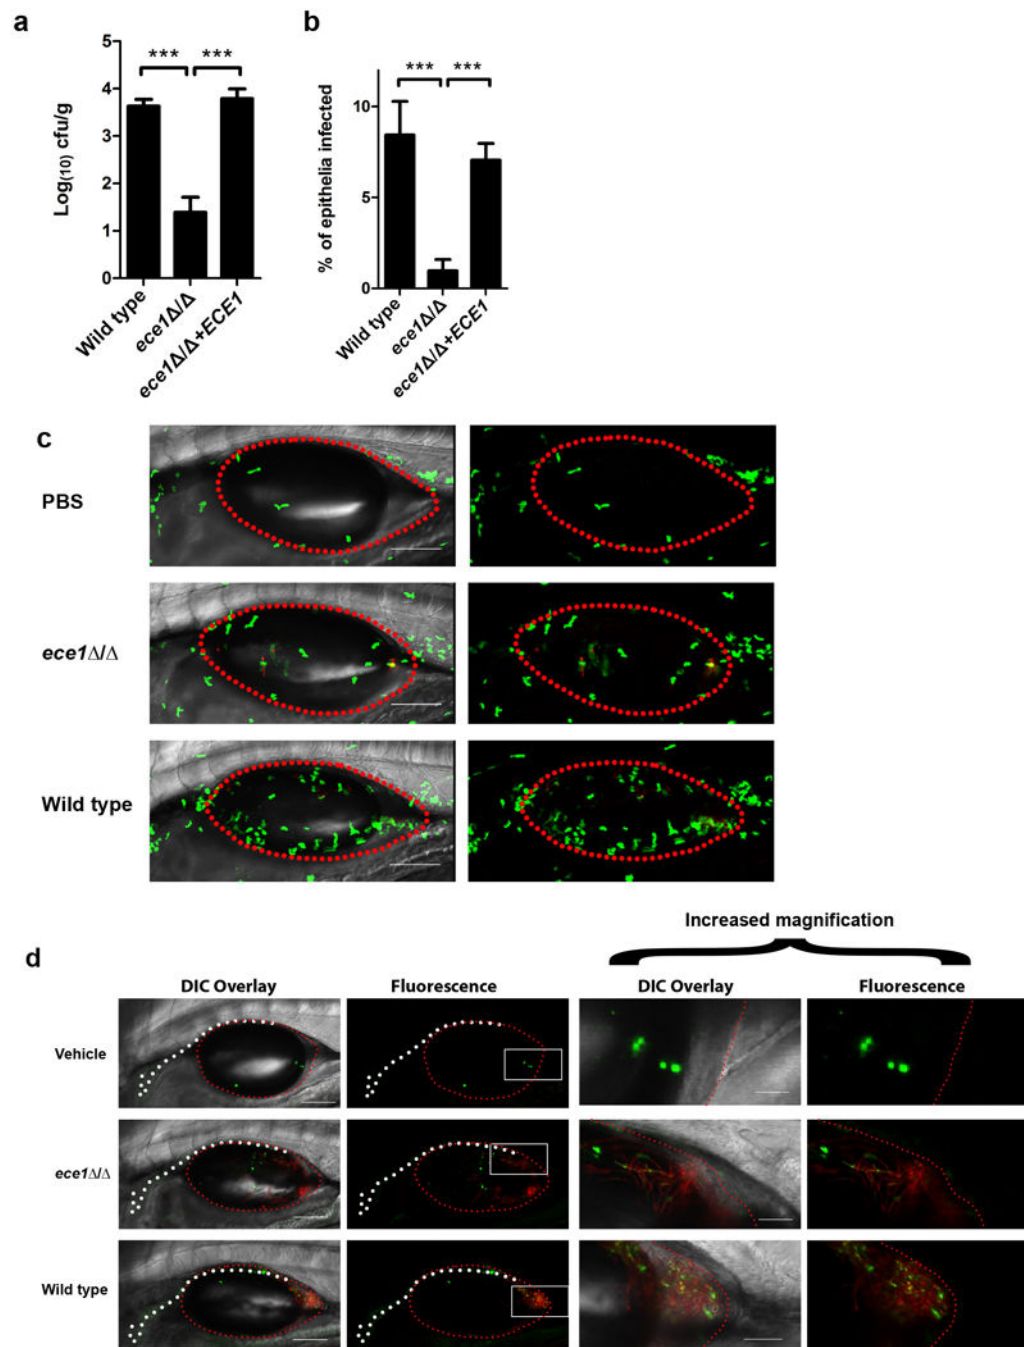 a
Log(10) cfu/g
5
4
3
2
1
0
*** ***
Wild type
ece1Δ/Δ
ece1Δ/Δ+ECE1
b
% of epithelia infected
10
5
0
*** ***
Wild type
ece1Δ/Δ
ece1Δ/Δ+ECE1
c
PBS
ece1Δ/Δ
Wild type
Increased magnification
d
DIC Overlay Fluorescence DIC Overlay Fluorescence
Vehicle
ece1Δ/Δ
Wild type